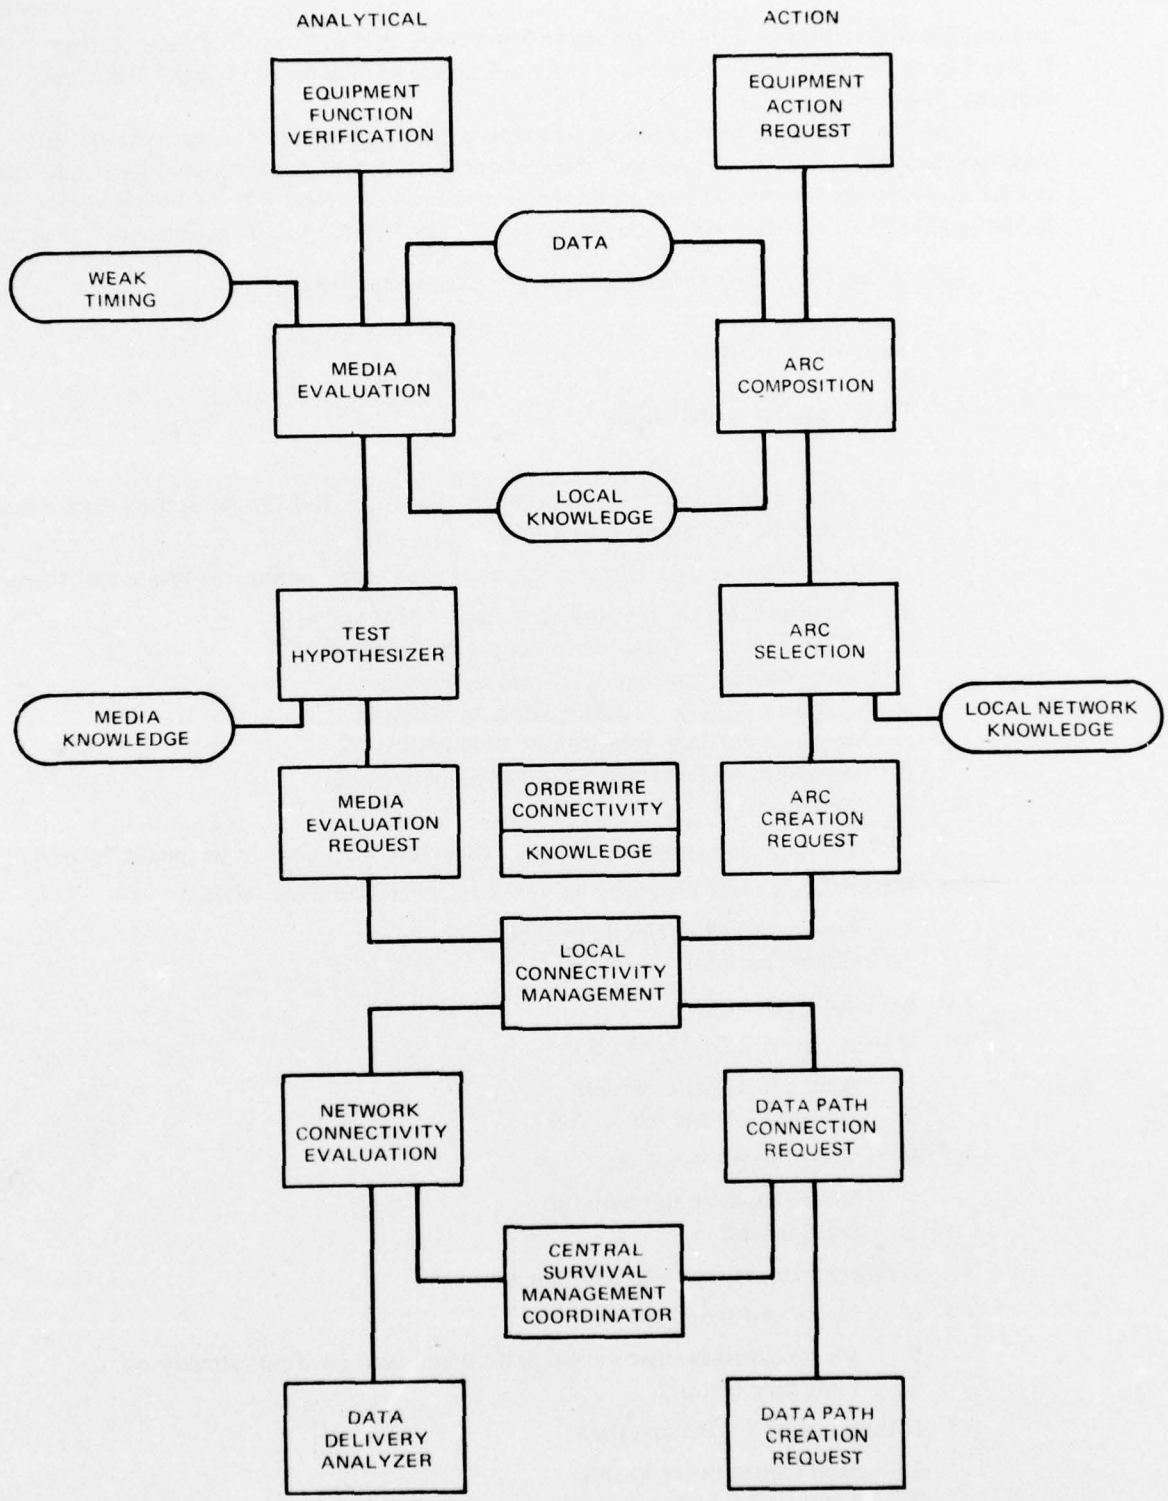 ANALYTICAL
ACTION
EQUIPMENT
FUNCTION
VERIFICATION
EQUIPMENT
ACTION
REQUEST
DATA
WEAK
TIMING
MEDIA
EVALUATION
ARC
COMPOSITION
LOCAL
KNOWLEDGE
TEST
HYPOTHESIZER
ARC
SELECTION
MEDIA
KNOWLEDGE
LOCAL NETWORK
KNOWLEDGE
MEDIA
EVALUATION
REQUEST
ORDERWIRE
CONNECTIVITY
KNOWLEDGE
ARC
CREATION
REQUEST
LOCAL
CONNECTIVITY
MANAGEMENT
NETWORK
CONNECTIVITY
EVALUATION
DATA PATH
CONNECTION
REQUEST
CENTRAL
SURVIVAL
MANAGEMENT
COORDINATOR
DATA
DELIVERY
ANALYZER
DATA PATH
CREATION
REQUEST